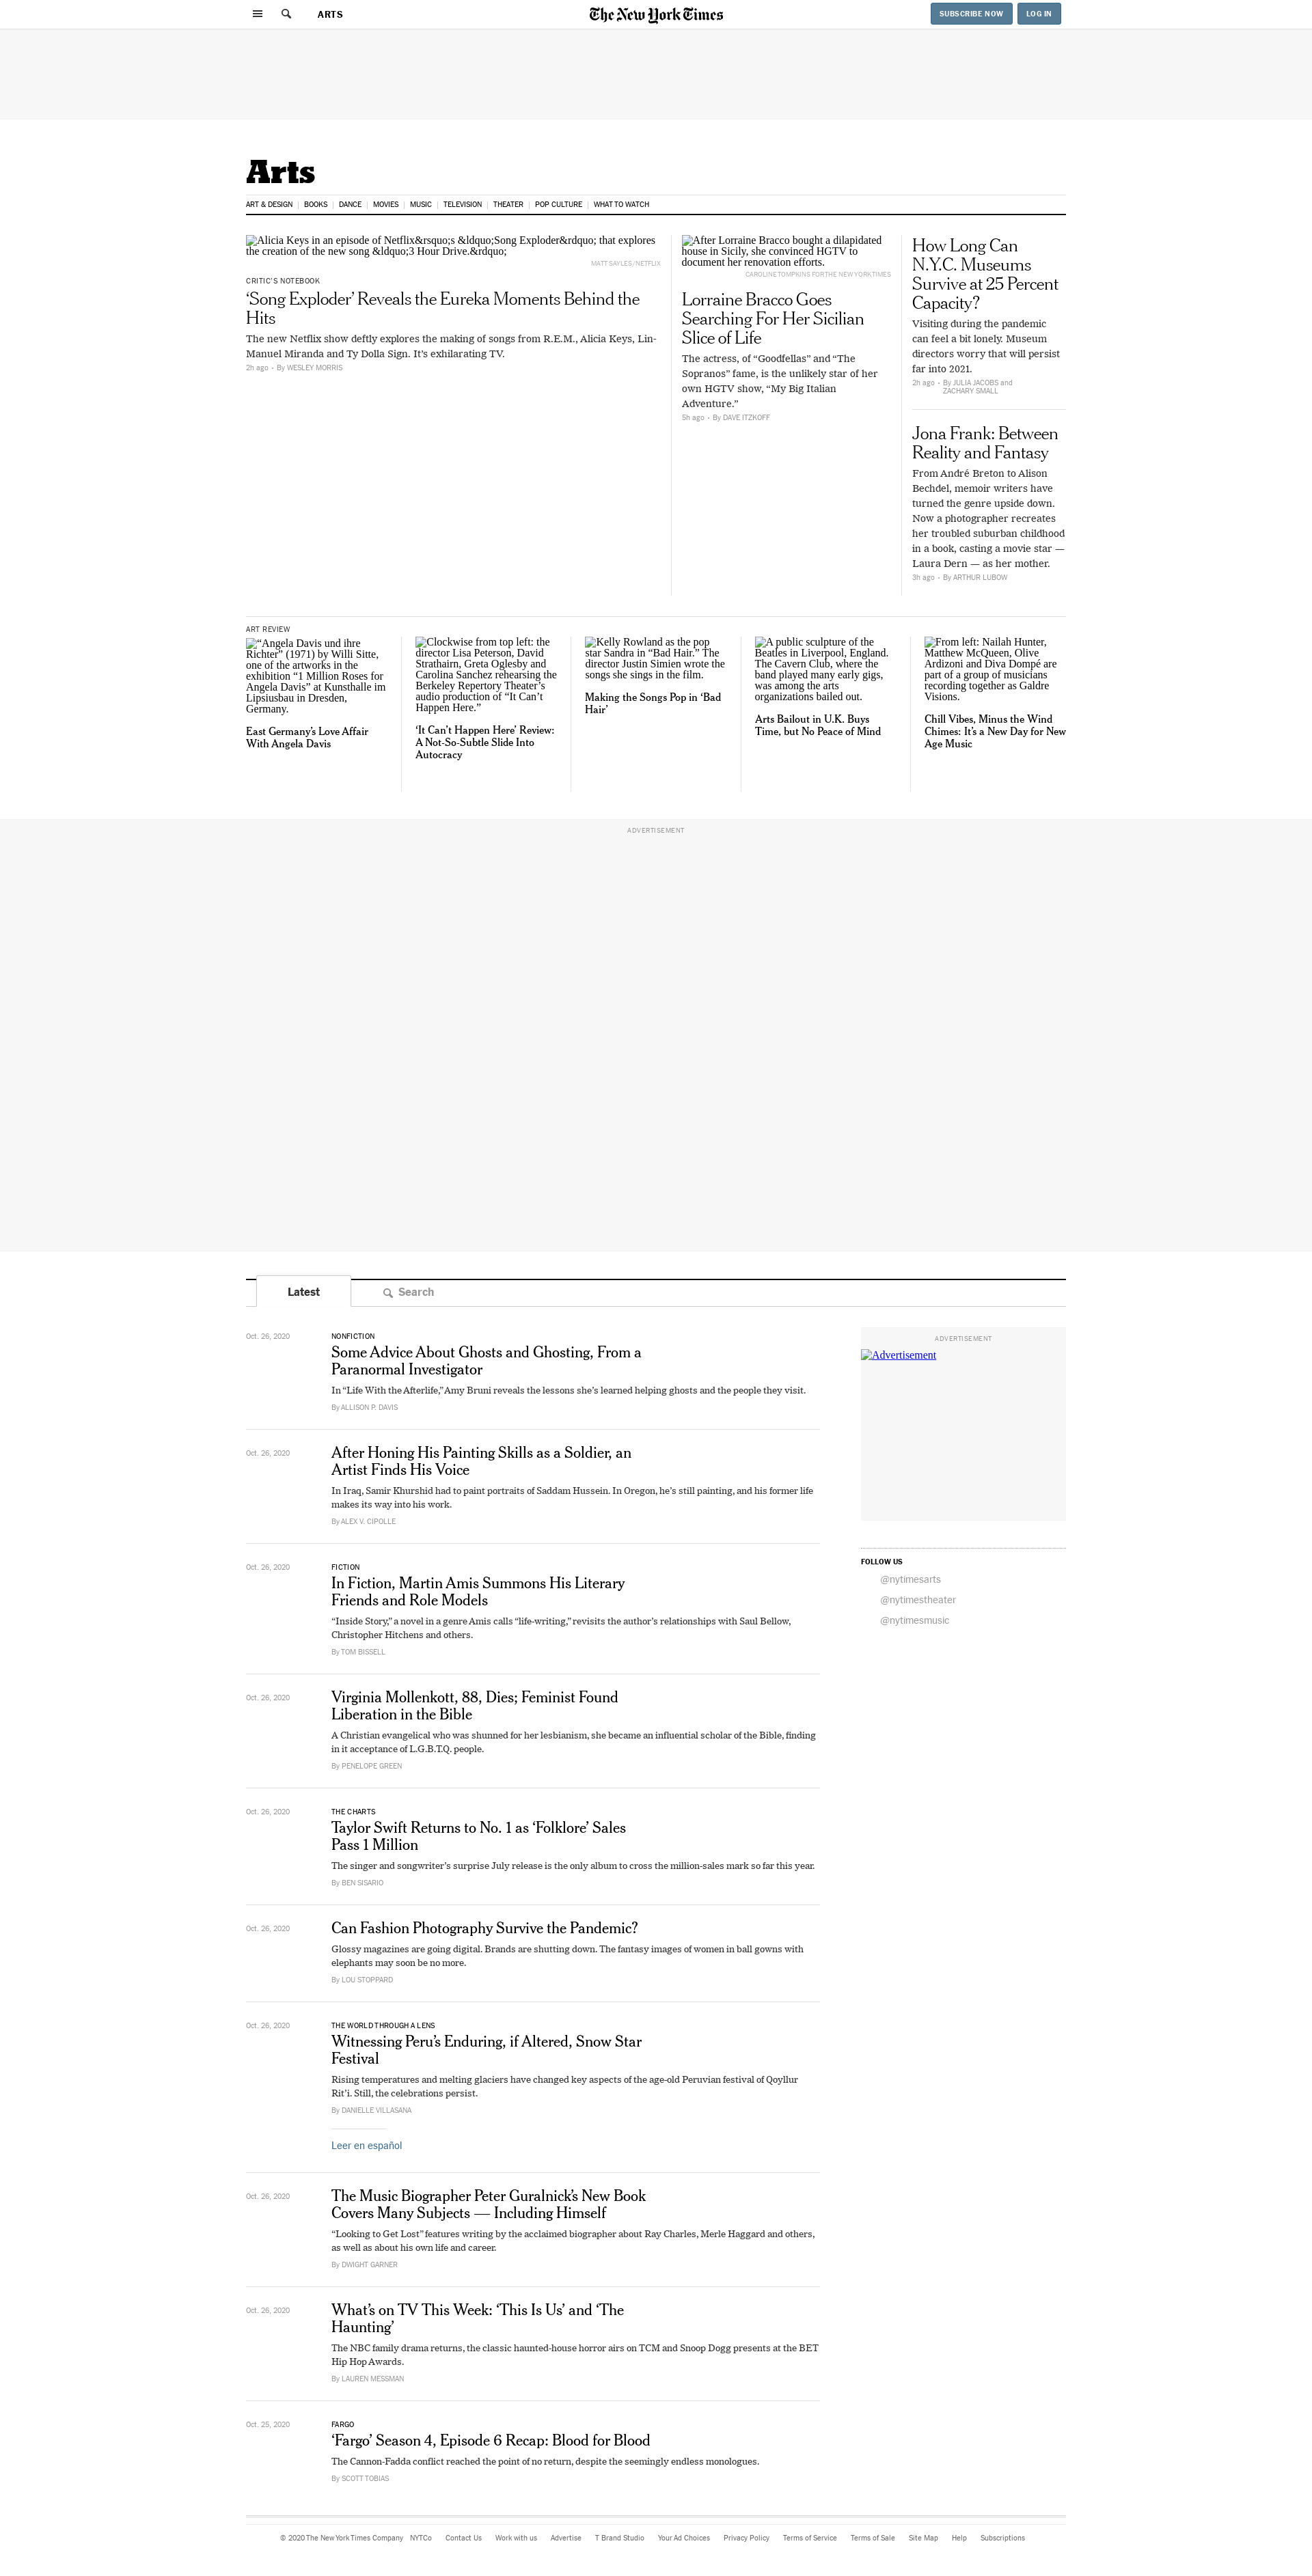 ARTS
The New York Times
SUBSCRIBE NOW
LOG IN
Arts
ART & DESIGN
BOOKS
DANCE
MOVIES
MUSIC
TELEVISION
THEATER
POP CULTURE
WHAT TO WATCH
Alicia Keys in an episode of Netflix&rsquo;s &ldquo;Song Exploder&rdquo; that explores
the creation of the new song &ldquo;3 Hour Drive.&rdquo;
MATT SAYLES/NETFLIX
CRITIC'S NOTEBOOK
‘Song Exploder’ Reveals the Eureka Moments Behind the
Hits
The new Netflix show deftly explores the making of songs from R.E.M., Alicia Keys, Lin-
Manuel Miranda and Ty Dolla Sign. It’s exhilarating TV.
2h ago • By WESLEY MORRIS
After Lorraine Bracco bought a dilapidated
house in Sicily, she convinced HGTV to
document her renovation efforts.
CAROLINE TOMPKINS FOR THE NEW YORK TIMES
Lorraine Bracco Goes
Searching For Her Sicilian
Slice of Life
The actress, of “Goodfellas” and “The
Sopranos” fame, is the unlikely star of her
own HGTV show, “My Big Italian
Adventure.”
5h ago • By DAVE ITZKOFF
How Long Can
N.Y.C. Museums
Survive at 25 Percent
Capacity?
Visiting during the pandemic
can feel a bit lonely. Museum
directors worry that will persist
far into 2021.
2h ago • By JULIA JACOBS and
ZACHARY SMALL
Jona Frank: Between
Reality and Fantasy
From André Breton to Alison
Bechdel, memoir writers have
turned the genre upside down.
Now a photographer recreates
her troubled suburban childhood
in a book, casting a movie star —
Laura Dern — as her mother.
3h ago • By ARTHUR LUBOW
ART REVIEW
“Angela Davis und ihre
Richter” (1971) by Willi Sitte,
one of the artworks in the
exhibition “1 Million Roses for
Angela Davis” at Kunsthalle im
Lipsiusbau in Dresden,
Germany.
East Germany’s Love Affair
With Angela Davis
Clockwise from top left: the
director Lisa Peterson, David
Strathairn, Greta Oglesby and
Carolina Sanchez rehearsing the
Berkeley Repertory Theater’s
audio production of “It Can’t
Happen Here.”
‘It Can’t Happen Here’ Review:
A Not-So-Subtle Slide Into
Autocracy
Kelly Rowland as the pop
star Sandra in “Bad Hair.” The
director Justin Simien wrote the
songs she sings in the film.
Making the Songs Pop in ‘Bad
Hair’
A public sculpture of the
Beatles in Liverpool, England.
The Cavern Club, where the
band played many early gigs,
was among the arts
organizations bailed out.
Arts Bailout in U.K. Buys
Time, but No Peace of Mind
From left: Nailah Hunter,
Matthew McQueen, Olive
Ardizoni and Diva Dompé are
part of a group of musicians
recording together as Galdre
Visions.
Chill Vibes, Minus the Wind
Chimes: It’s a New Day for New
Age Music
ADVERTISEMENT
Latest
Search
Oct. 26, 2020
NONFICTION
Some Advice About Ghosts and Ghosting, From a
Paranormal Investigator
In “Life With the Afterlife,” Amy Bruni reveals the lessons she’s learned helping ghosts and the people they visit.
By ALLISON P. DAVIS
Oct. 26, 2020
After Honing His Painting Skills as a Soldier, an
Artist Finds His Voice
In Iraq, Samir Khurshid had to paint portraits of Saddam Hussein. In Oregon, he’s still painting, and his former life
makes its way into his work.
By ALEX V. CIPOLLE
Oct. 26, 2020
FICTION
In Fiction, Martin Amis Summons His Literary
Friends and Role Models
“Inside Story,” a novel in a genre Amis calls “life-writing,” revisits the author’s relationships with Saul Bellow,
Christopher Hitchens and others.
By TOM BISSELL
Oct. 26, 2020
Virginia Mollenkott, 88, Dies; Feminist Found
Liberation in the Bible
A Christian evangelical who was shunned for her lesbianism, she became an influential scholar of the Bible, finding
in it acceptance of L.G.B.T.Q. people.
By PENELOPE GREEN
Oct. 26, 2020
THE CHARTS
Taylor Swift Returns to No. 1 as ‘Folklore’ Sales
Pass 1 Million
The singer and songwriter’s surprise July release is the only album to cross the million-sales mark so far this year.
By BEN SISARIO
Oct. 26, 2020
Can Fashion Photography Survive the Pandemic?
Glossy magazines are going digital. Brands are shutting down. The fantasy images of women in ball gowns with
elephants may soon be no more.
By LOU STOPPARD
Oct. 26, 2020
THE WORLD THROUGH A LENS
Witnessing Peru’s Enduring, if Altered, Snow Star
Festival
Rising temperatures and melting glaciers have changed key aspects of the age-old Peruvian festival of Qoyllur
Rit’i. Still, the celebrations persist.
By DANIELLE VILLASANA
Leer en español
Oct. 26, 2020
The Music Biographer Peter Guralnick’s New Book
Covers Many Subjects — Including Himself
“Looking to Get Lost” features writing by the acclaimed biographer about Ray Charles, Merle Haggard and others,
as well as about his own life and career.
By DWIGHT GARNER
Oct. 26, 2020
What’s on TV This Week: ‘This Is Us’ and ‘The
Haunting’
The NBC family drama returns, the classic haunted-house horror airs on TCM and Snoop Dogg presents at the BET
Hip Hop Awards.
By LAUREN MESSMAN
Oct. 25, 2020
FARGO
‘Fargo’ Season 4, Episode 6 Recap: Blood for Blood
The Cannon-Fadda conflict reached the point of no return, despite the seemingly endless monologues.
By SCOTT TOBIAS
ADVERTISEMENT
Advertisement
FOLLOW US
@nytimesarts
@nytimestheater
@nytimesmusic
© 2020 The New York Times Company
NYTCo
Contact Us
Work with us
Advertise
T Brand Studio
Your Ad Choices
Privacy Policy
Terms of Service
Terms of Sale
Site Map
Help
Subscriptions